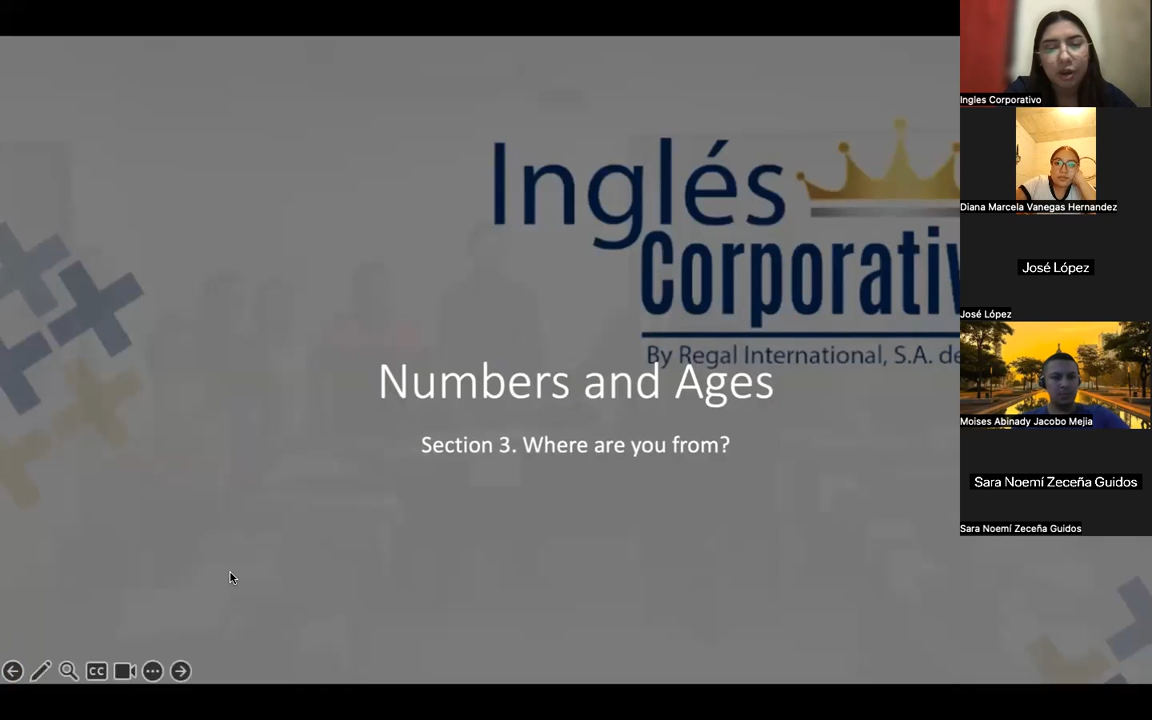 Inglés
Corporativ
By Regal International, S.A. de
Numbers and Ages
Section 3. Where are you from?
CC
Ingles Corporativo
Diana Marcela Vanegas Hernandez
José López
José López
Moises Abinady Jacobo Mejia
Sara Noemí Zeceña Guidos
Sara Noemí Zeceña Guidos